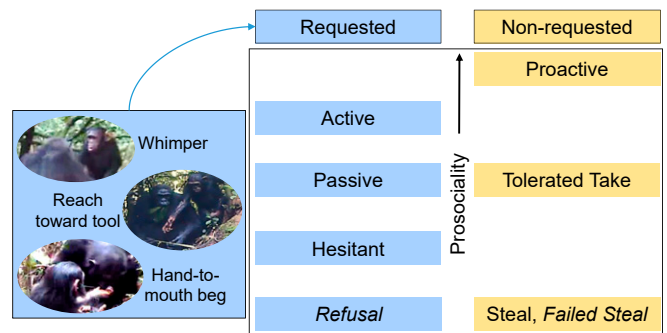 Requested
Non-requested
Proactive
Active
Whimper
Reach
toward tool
Passive
Prosociality
Tolerated Take
Hesitant
Hand-to-
mouth beg
Refusal
Steal, Failed Steal